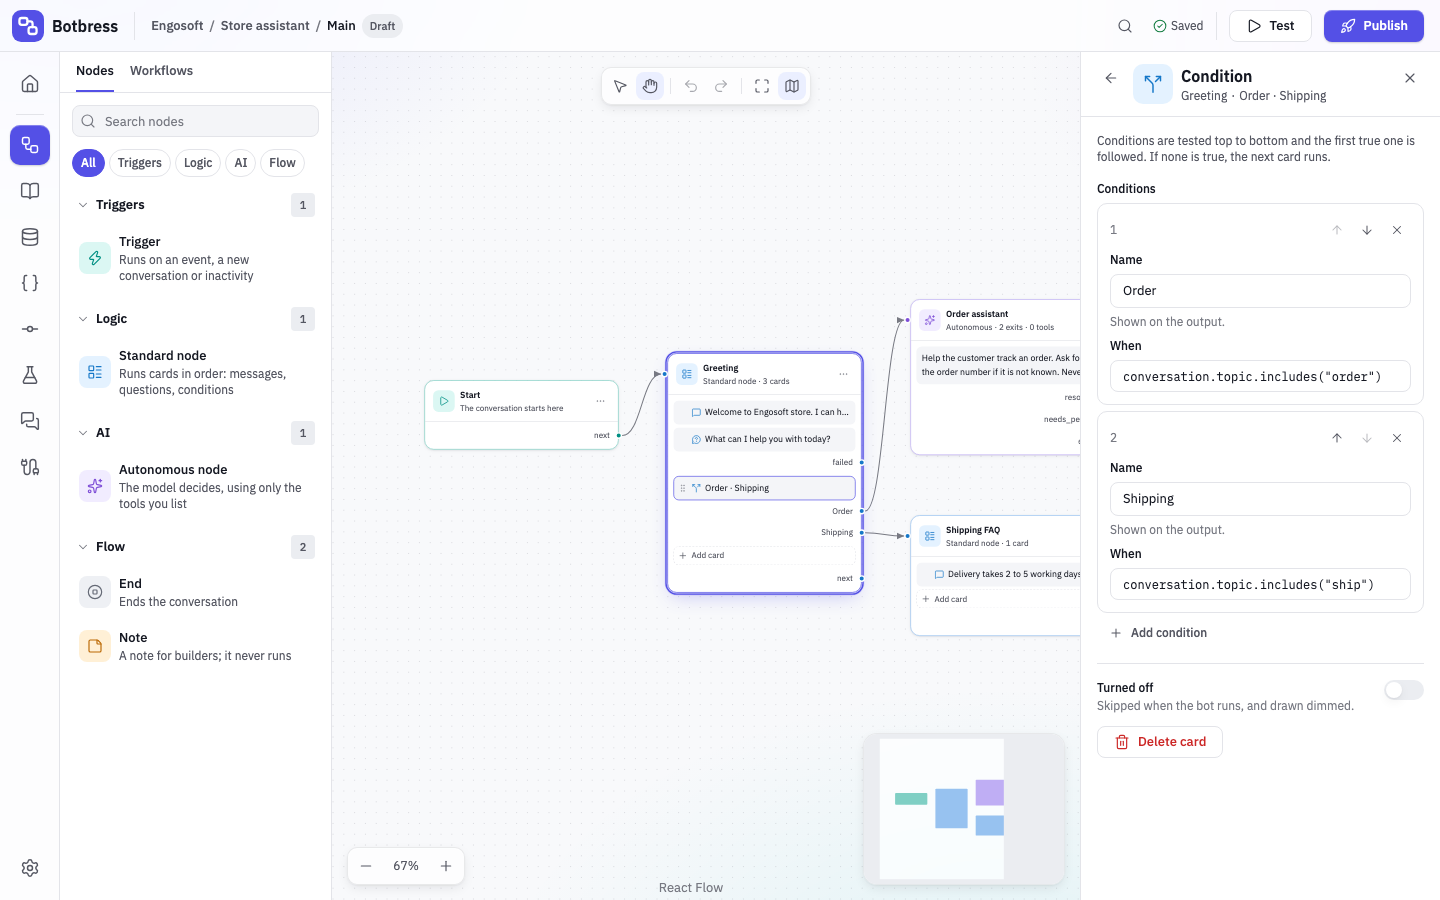 Botbress
Engosoft / Store assistant / Main Draft
Saved
Test
Publish
Nodes
Workflows
Search nodes
All
Triggers
Logic
AI
Flow
Triggers
1
Trigger
Runs on an event, a new
conversation or inactivity
Logic
1
Standard node
Runs cards in order: messages,
questions, conditions
AI
1
Autonomous node
The model decides, using only the
tools you list
Flow
2
End
Ends the conversation
Note
A note for builders; it never runs
Start
The conversation starts here
next
Greeting
Standard node · 3 cards
Welcome to Engosoft store. I can h...
What can I help you with today?
failed
Order · Shipping
Order
Shipping
Add card
next
Order assistant
Autonomous · 2 exits · 0 tools
Help the customer track an order. Ask fo
the order number if it is not known. Neve
reso
needs_pe
Shipping FAQ
Standard node · 1 card
Delivery takes 2 to 5 working days
Add card
67%
React Flow
Condition
Greeting · Order · Shipping
Conditions are tested top to bottom and the first true one is
followed. If none is true, the next card runs.
Conditions
1
Name
Order
Shown on the output.
When
conversation.topic.includes("order")
2
Name
Shipping
Shown on the output.
When
conversation.topic.includes("ship")
Add condition
Turned off
Skipped when the bot runs, and drawn dimmed.
Delete card